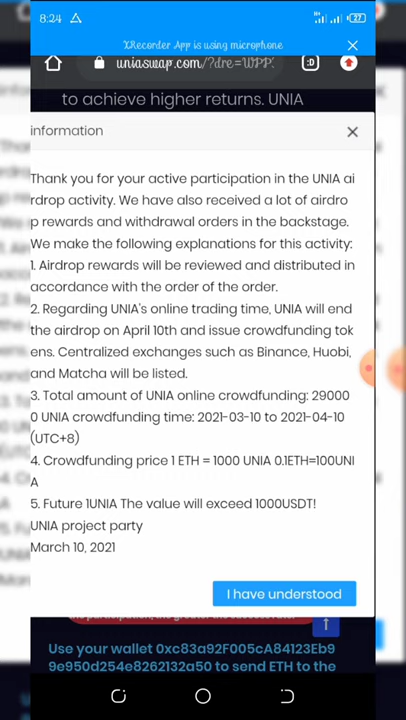 8:24
XRecorder App is using microphone
uniaswap.com/?dre=WPP
:D
to achieve higher returns. UNIA
information
Thank you for your active participation in the UNIA ai
rdrop activity. We have also received a lot of airdro
p rewards and withdrawal orders in the backstage.
We make the following explanations for this activity:
1. Airdrop rewards will be reviewed and distributed in
accordance with the order of the order.
2. Regarding UNIA's online trading time, UNIA will end
the airdrop on April 10th and issue crowdfunding tok
ens. Centralized exchanges such as Binance, Huobi,
and Matcha will be listed.
3. Total amount of UNIA online crowdfunding: 29000
0 UNIA crowdfunding time: 2021-03-10 to 2021-04-10
(UTC+8)
4. Crowdfunding price 1 ETH = 1000 UNIA 0.1ETH=100UNI
A
5. Future 1UNIA The value will exceed 1000USDT!
UNIA project party
March 10, 2021
I have understood
Use your wallet 0xc83a92F005cA84123Eb9
9e950d254e8262132a50 to send ETH to the